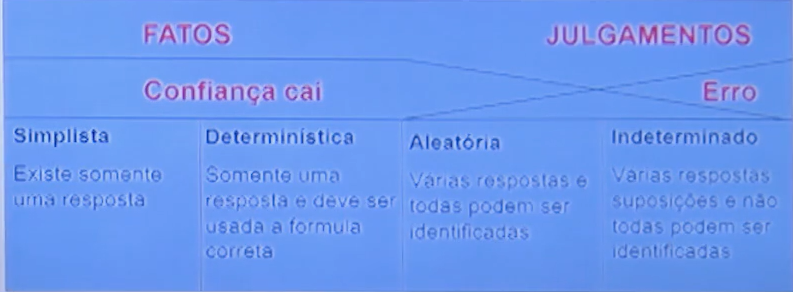 FATOS
JULGAMENTOS
Confiança cai
Erro
Simplista
Existe somente
uma resposta
Determinística
Somente uma
resposta e deve ser
usada a formula
correta
Aleatória
Várias respostas e
todas podem ser
identificadas
Indeterminado
Várias respostas
suposições e não
todas podem ser
identificadas